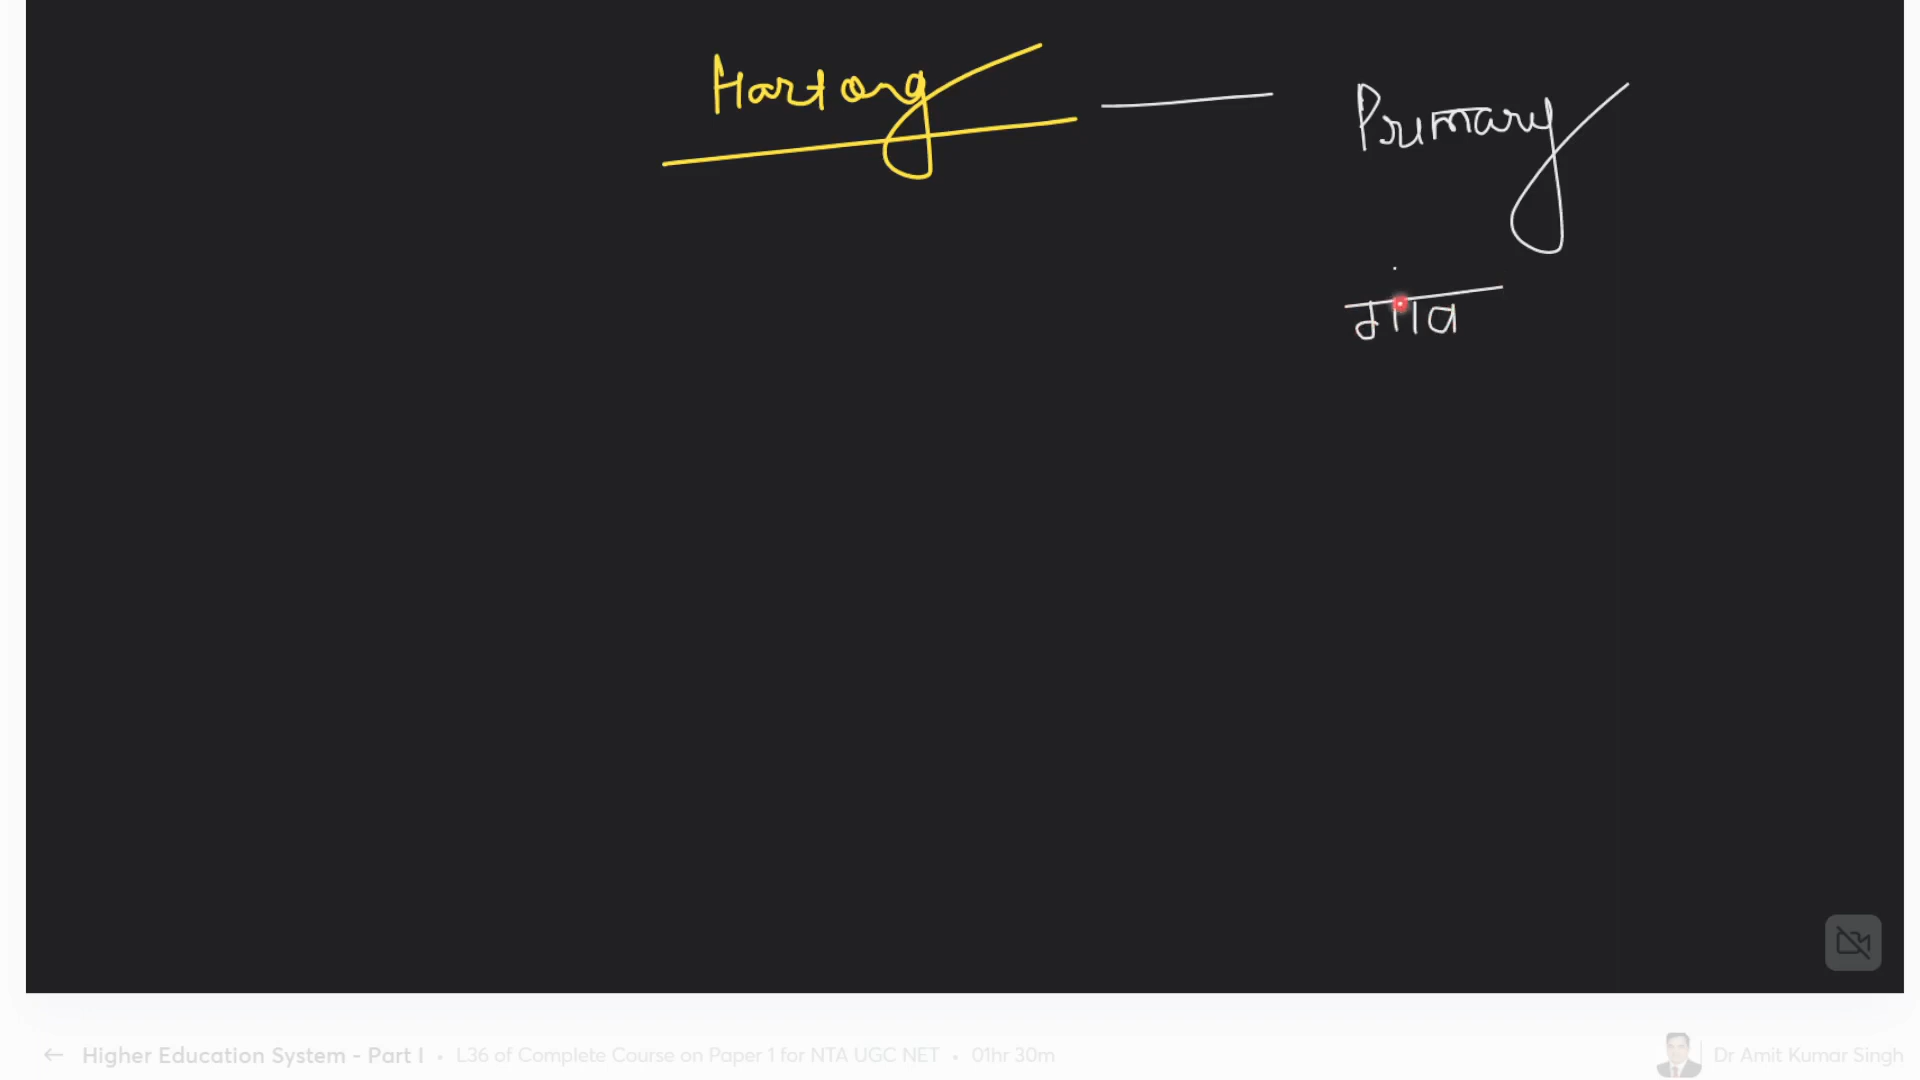 Hartong — Primary
गांव
← Higher Education System - Part I • L36 of Complete Course on Paper 1 for NTA UGC NET • 01hr 30m
Dr Amit Kumar Singh